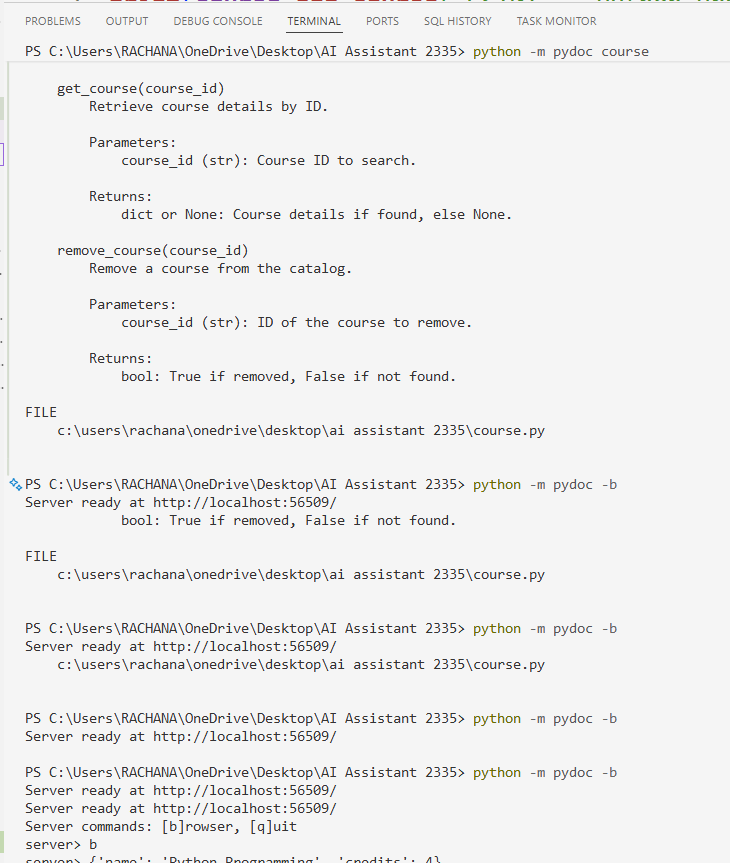 PROBLEMS OUTPUT DEBUG CONSOLE TERMINAL PORTS SQL HISTORY TASK MONITOR
PS C:\Users\RACHANA\OneDrive\Desktop\AI Assistant 2335> python -m pydoc course
get_course(course_id)
Retrieve course details by ID.
Parameters:
course_id (str): Course ID to search.
Returns:
dict or None: Course details if found, else None.
remove_course(course_id)
Remove a course from the catalog.
Parameters:
course_id (str): ID of the course to remove.
Returns:
bool: True if removed, False if not found.
FILE
c:\users\rachana\onedrive\desktop\ai assistant 2335\course.py
PS C:\Users\RACHANA\OneDrive\Desktop\AI Assistant 2335> python -m pydoc -b
Server ready at http://localhost:56509/
bool: True if removed, False if not found.
FILE
c:\users\rachana\onedrive\desktop\ai assistant 2335\course.py
PS C:\Users\RACHANA\OneDrive\Desktop\AI Assistant 2335> python -m pydoc -b
Server ready at http://localhost:56509/
c:\users\rachana\onedrive\desktop\ai assistant 2335\course.py
PS C:\Users\RACHANA\OneDrive\Desktop\AI Assistant 2335> python -m pydoc -b
Server ready at http://localhost:56509/
PS C:\Users\RACHANA\OneDrive\Desktop\AI Assistant 2335> python -m pydoc -b
Server ready at http://localhost:56509/
Server ready at http://localhost:56509/
Server commands: [b]rowser, [q]uit
server> b
server> {'name': 'Python Programming', 'credits': 4}